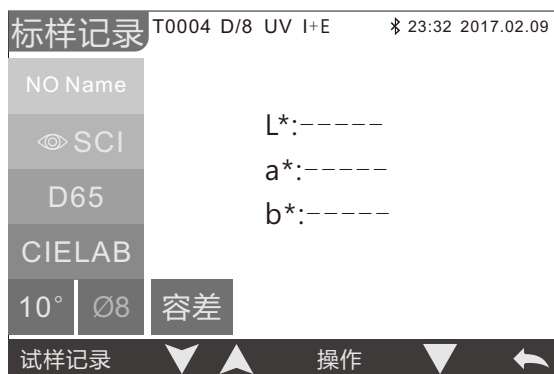 标样记录 T0004 D/8 UV I+E 23:32 2017.02.09
NO Name
SCI
D65
CIELAB
10° Ø8 容差
L*:-----
a*:-----
b*:-----
试样记录 操作